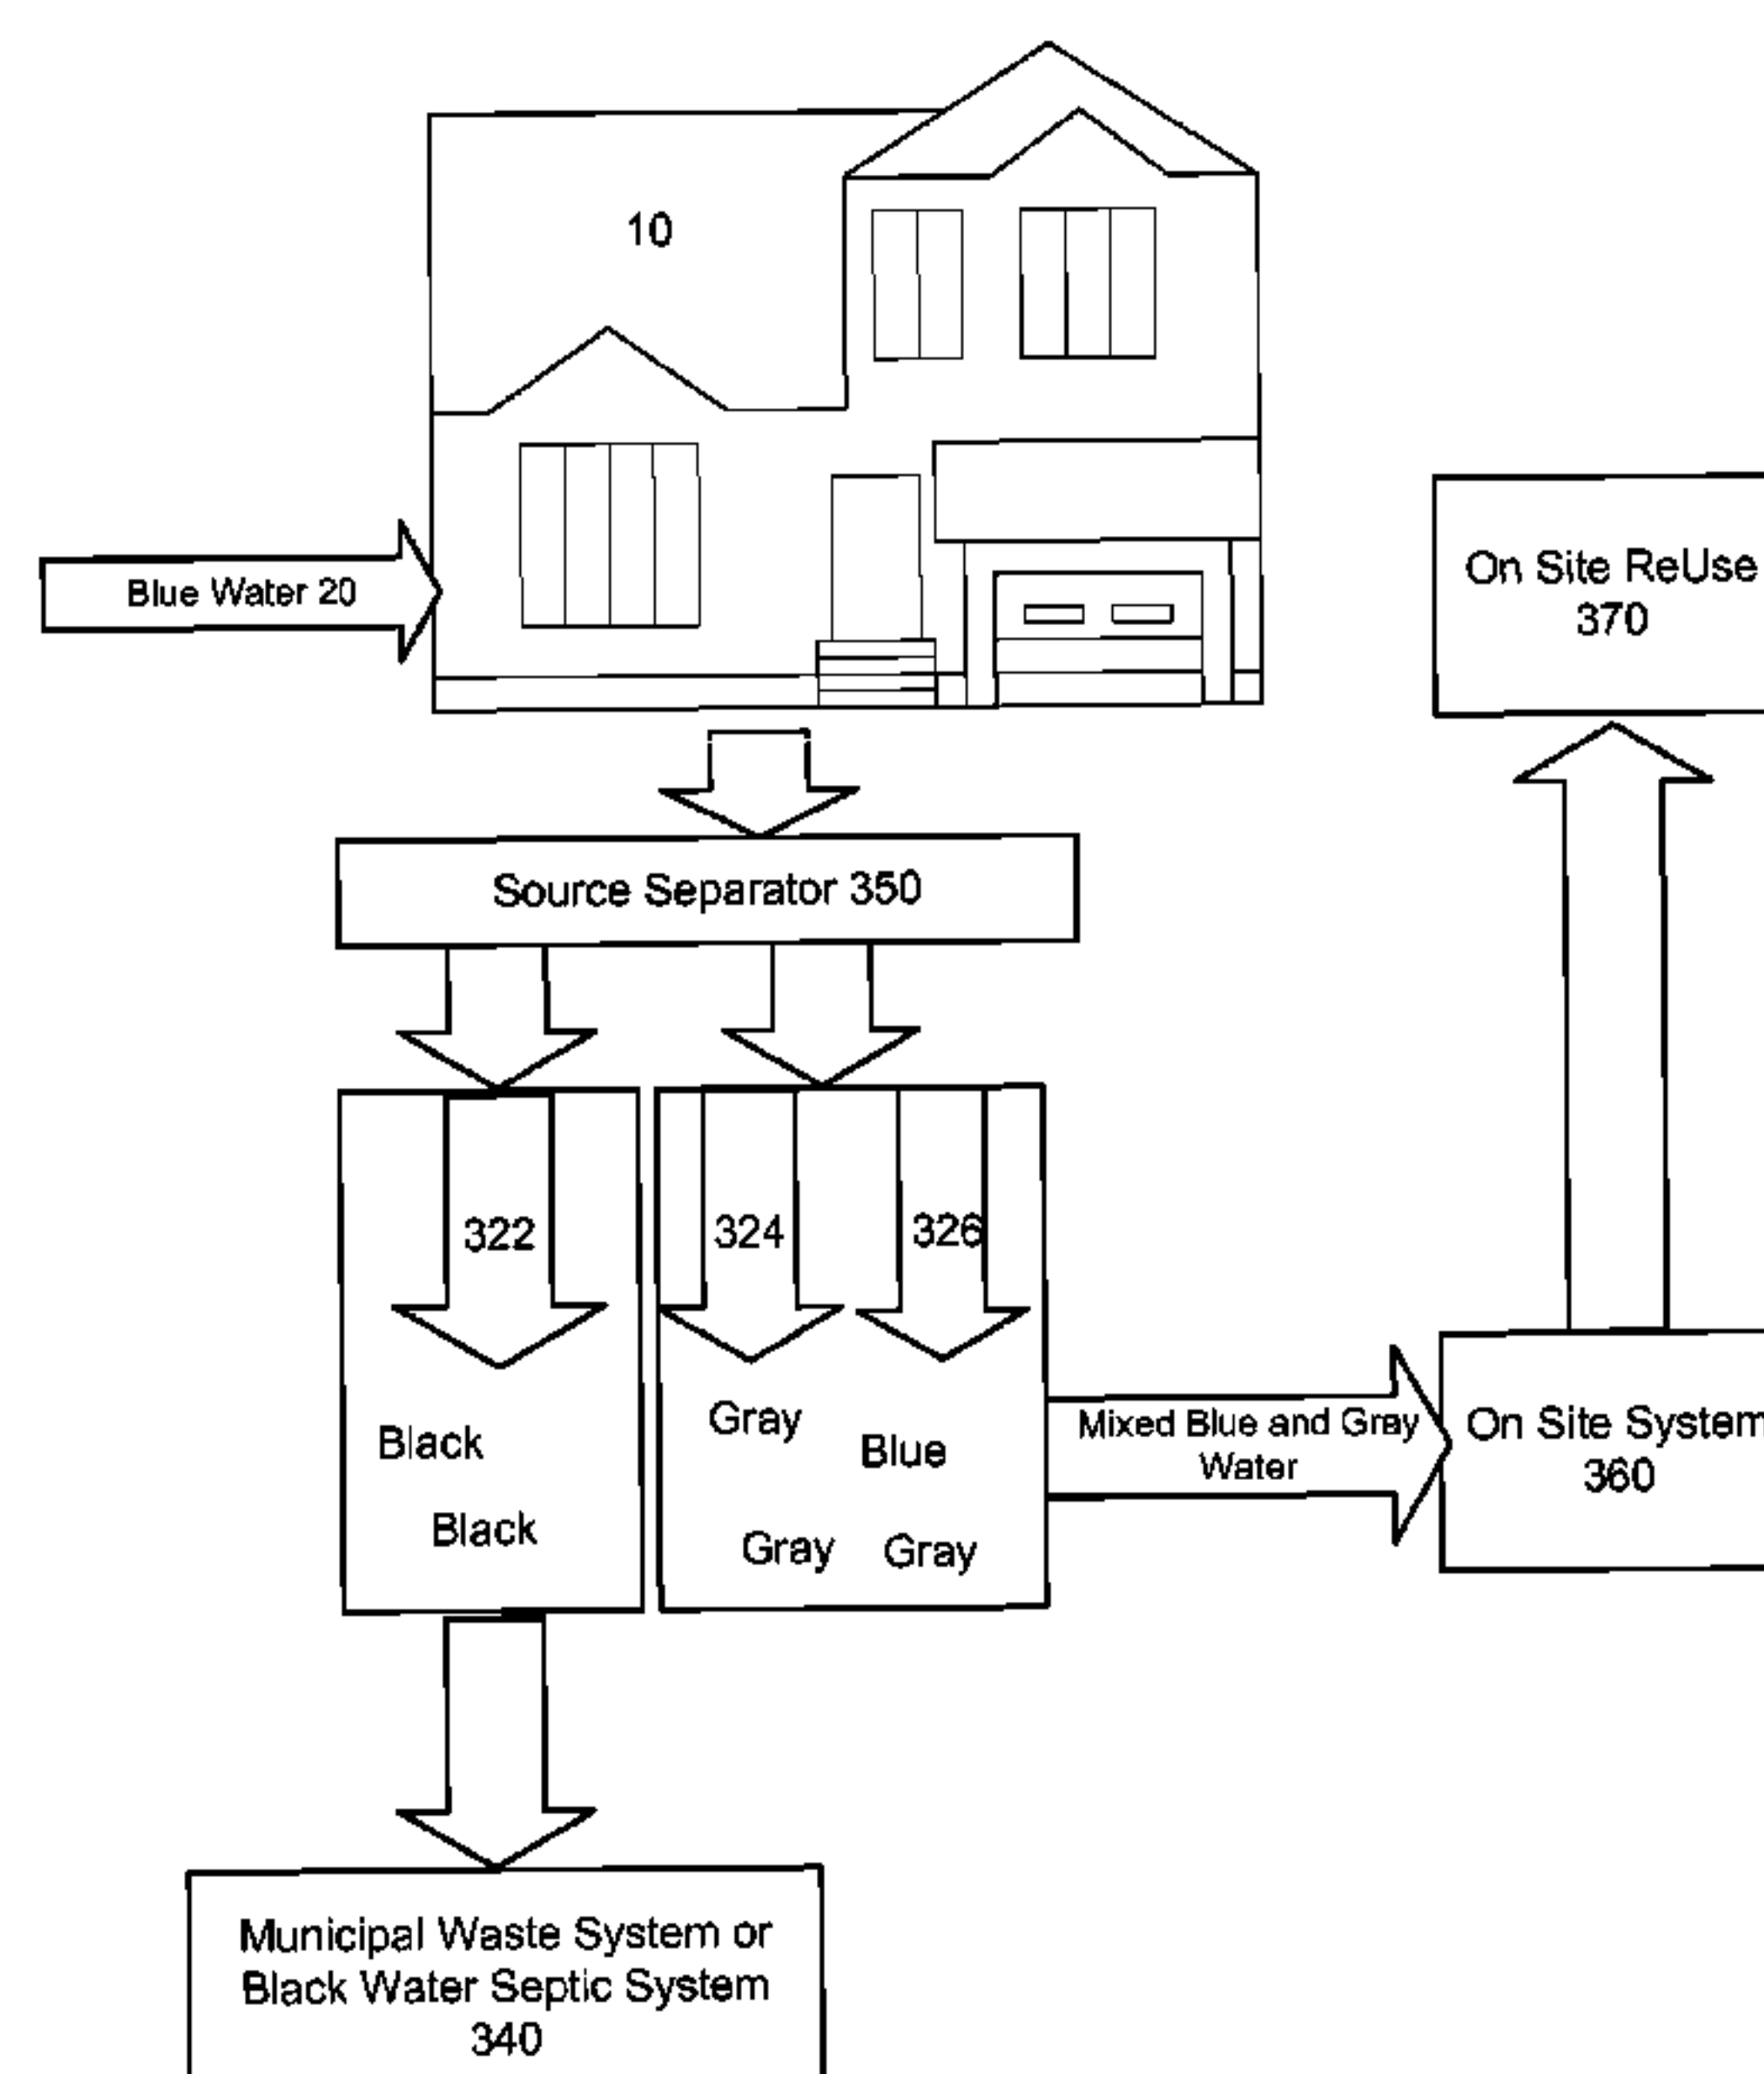 10
Blue Water 20
On Site ReUse
370
Source Separator 350
322
324
326
Black
Black
Gray
Blue
Gray
Gray
Mixed Blue and Gray
Water
On Site System
360
Municipal Waste System or
Black Water Septic System
340